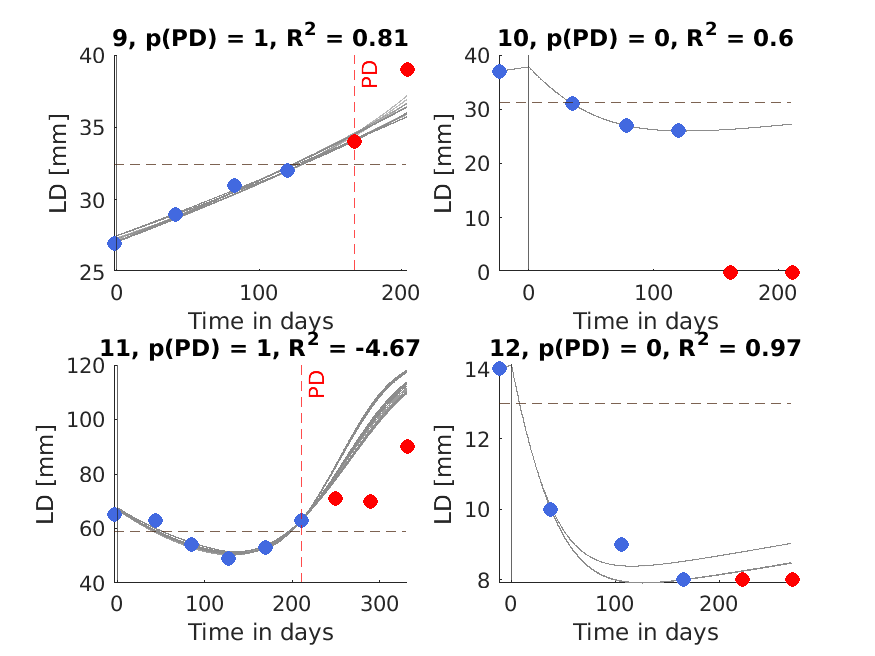 9, p(PD) = 1, R² = 0.81
40
35
30
25
LD [mm]
PD
0
100
200
Time in days
10, p(PD) = 0, R² = 0.6
40
30
20
10
0
LD [mm]
0
100
200
Time in days
11, p(PD) = 1, R² = -4.67
120
100
80
60
40
LD [mm]
PD
0
100
200
300
Time in days
12, p(PD) = 0, R² = 0.97
14
12
10
8
LD [mm]
0
100
200
Time in days